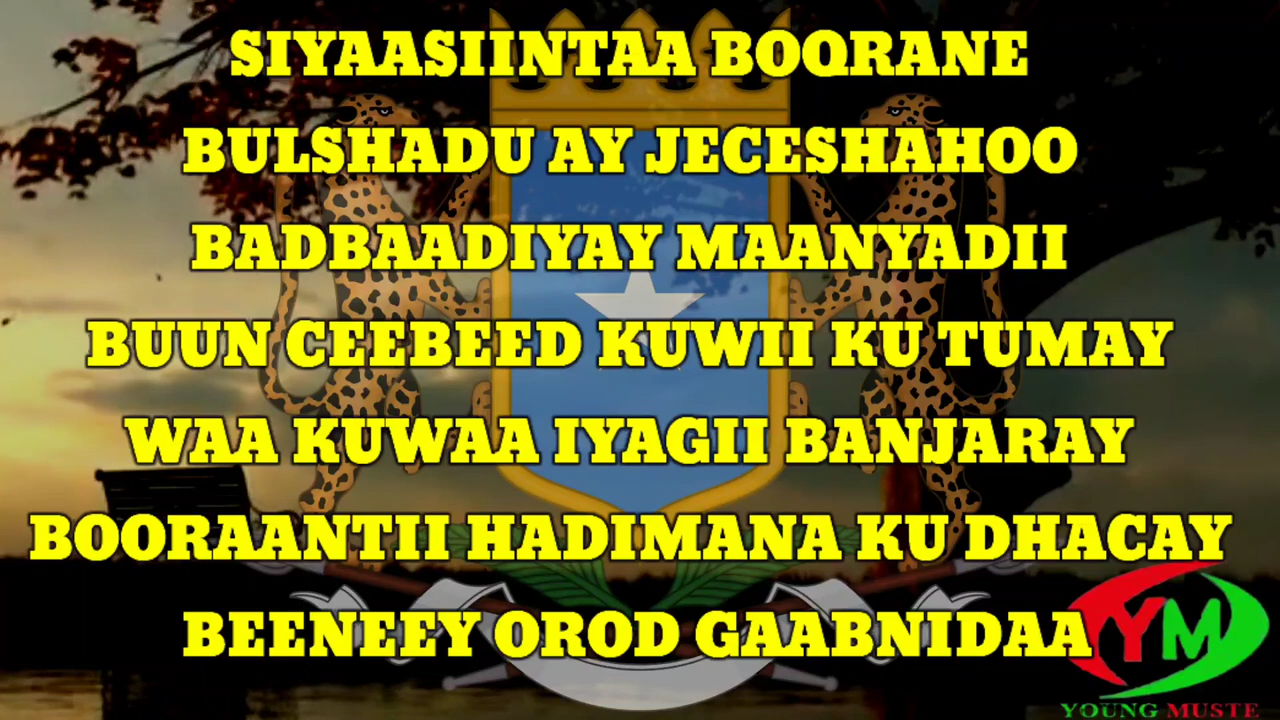 SIYAASIINTAA BOQRANE
BULSHADU AY JECESHAHOO
BADBAADIYAY MAANYADII
BUUN CEEBEED KUWII KU TUMAY
WAA KUWAA IYAGII BANJARAY
BOORAANTII HADIMANA KU DHACAY
BEENEEY OROD GAABNIDAA
YM
YOUNG MUSTE